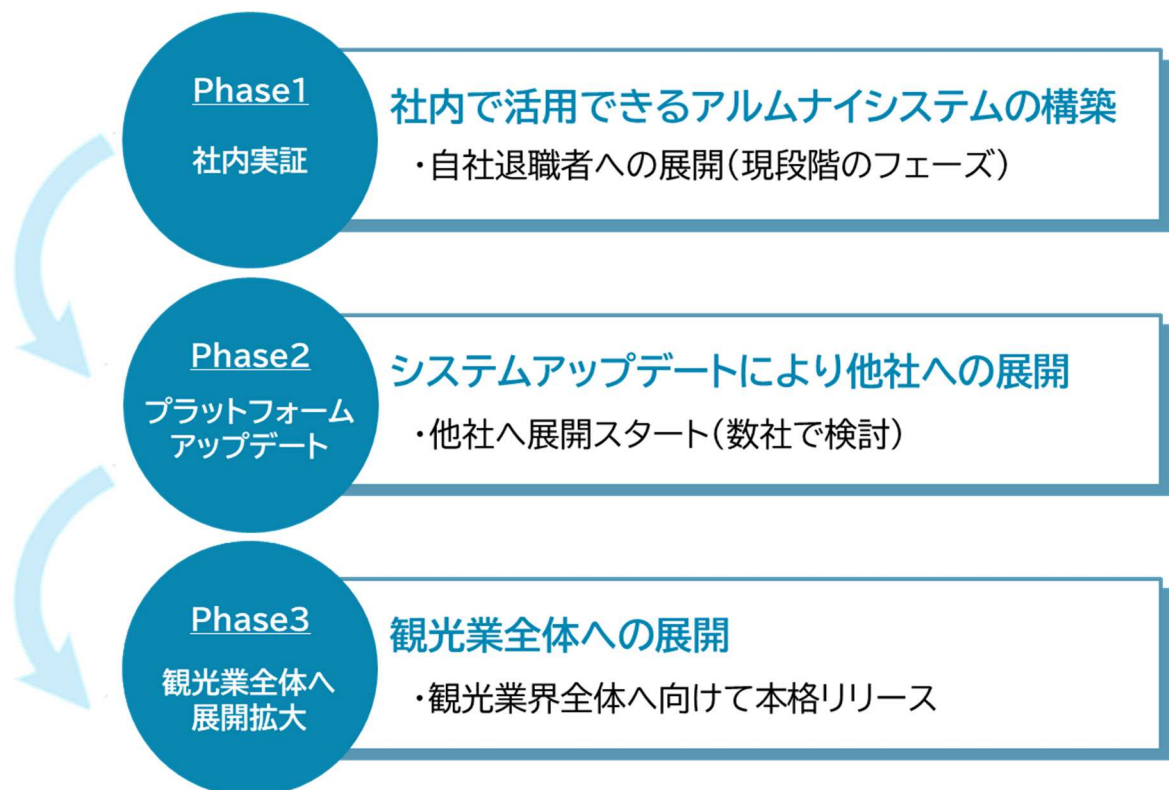 Phase1
社内実証
社内で活用できるアルムナイシステムの構築
・自社退職者への展開(現段階のフェーズ)
Phase2
プラットフォーム
アップデート
システムアップデートにより他社への展開
・他社へ展開スタート(数社で検討)
Phase3
観光業全体へ
展開拡大
観光業全体への展開
・観光業界全体へ向けて本格リリース